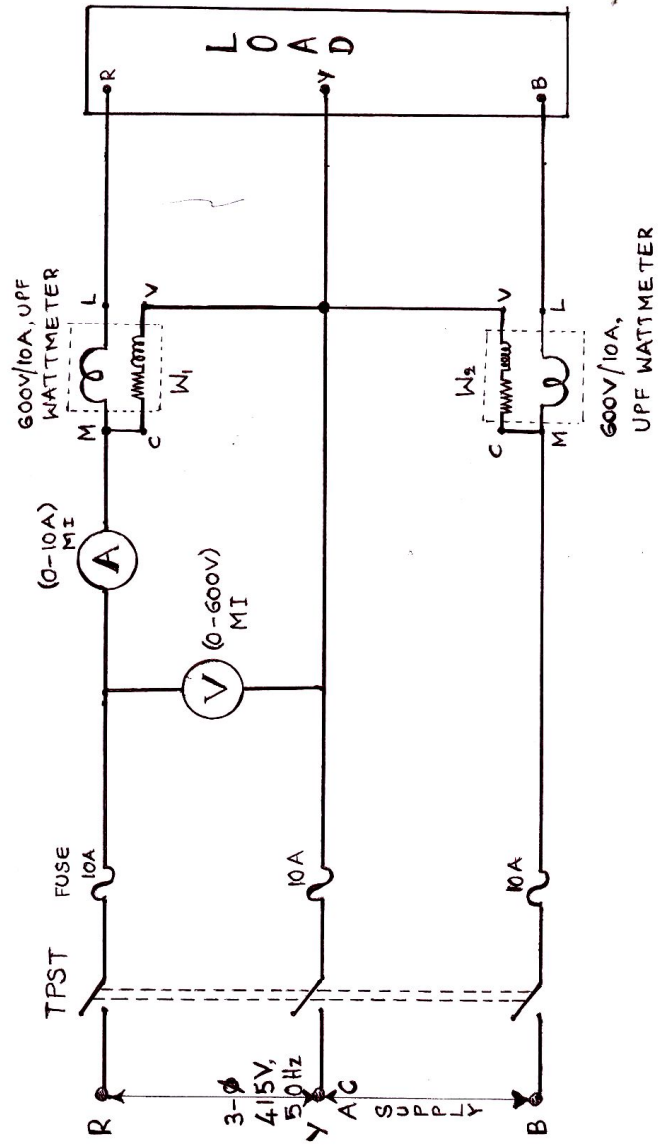 R
3-Φ
415V,
50Hz
Y
AC
SUPPLY
B
TPST
FUSE
10A
10A
10A
(0-10A)
MI
A
V
(0-600V)
MI
600V/10A, UPF
WATTMETER
M
L
C
V
W1
W2
C
V
M
L
600V/10A,
UPF WATTMETER
R
Y
B
LOAD